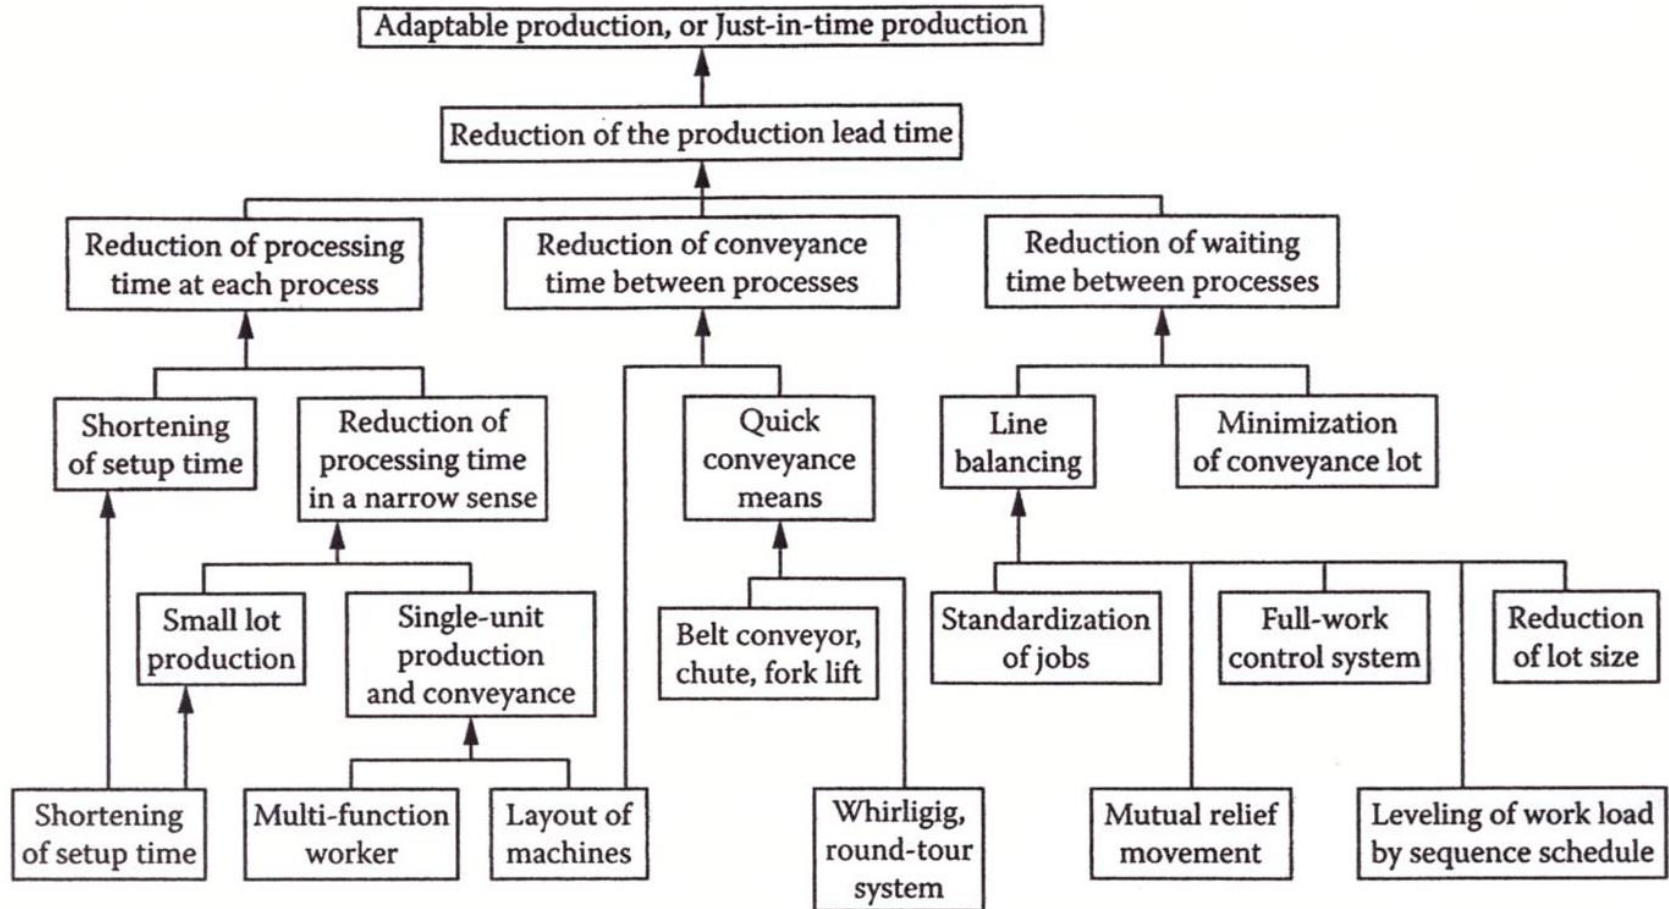 Adaptable production, or Just-in-time production
Reduction of the production lead time
Reduction of processing
time at each process
Reduction of conveyance
time between processes
Reduction of waiting
time between processes
Shortening
of setup time
Reduction of
processing time
in a narrow sense
Quick
conveyance
means
Line
balancing
Minimization
of conveyance lot
Small lot
production
Single-unit
production
and conveyance
Belt conveyor,
chute, fork lift
Standardization
of jobs
Full-work
control system
Reduction
of lot size
Shortening
of setup time
Multi-function
worker
Layout of
machines
Whirligig,
round-tour
system
Mutual relief
movement
Leveling of work load
by sequence schedule